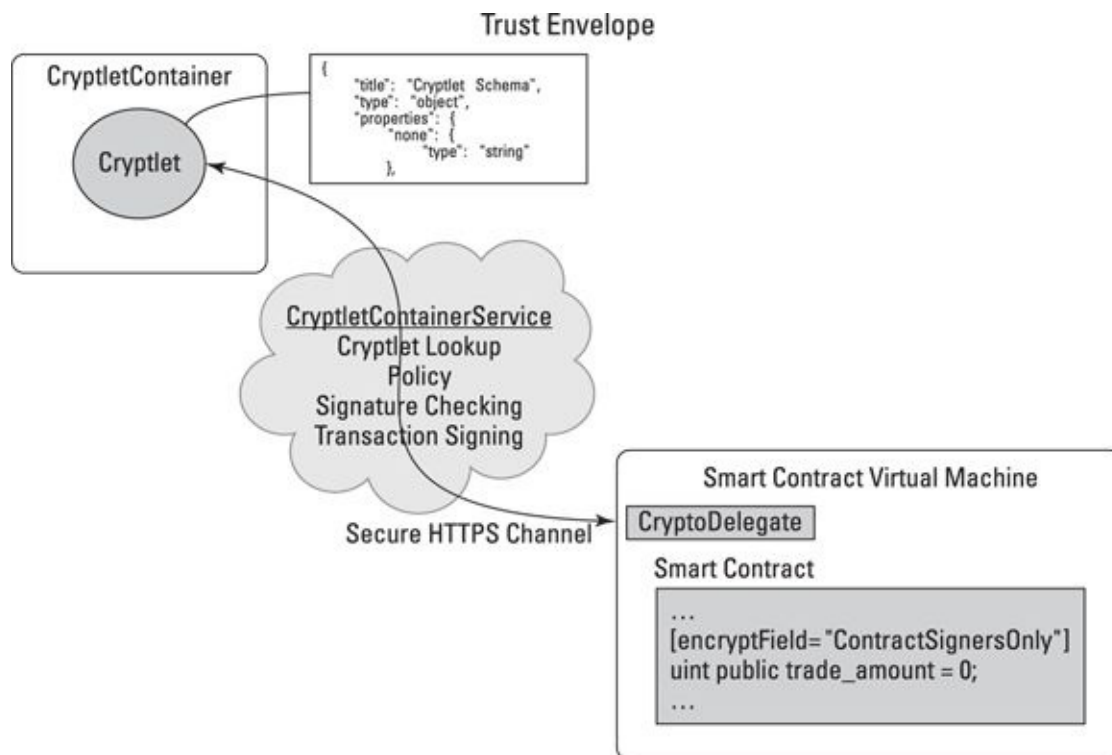 Trust Envelope
CryptletContainer
Cryptlet
{
"title": "Cryptlet Schema",
"type": "object",
"properties": {
"none": {
"type": "string"
},
CryptletContainerService
Cryptlet Lookup
Policy
Signature Checking
Transaction Signing
Secure HTTPS Channel
Smart Contract Virtual Machine
CryptoDelegate
Smart Contract
...
[encryptField="ContractSignersOnly"]
uint public trade_amount = 0;
...